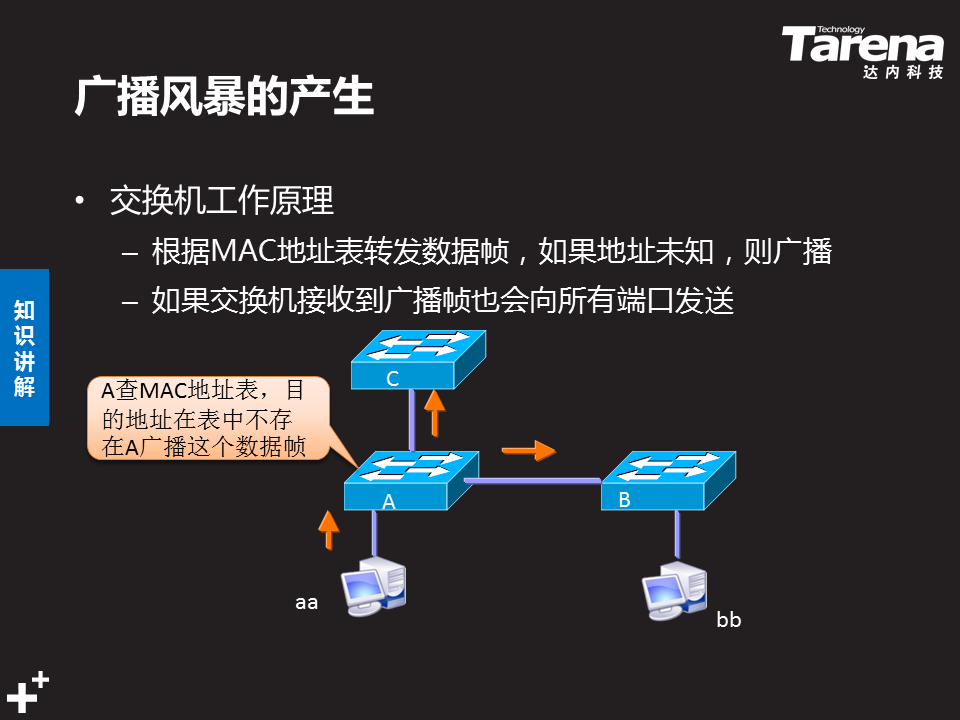 Technology
Tarena
达内科技
广播风暴的产生
• 交换机工作原理
– 根据MAC地址表转发数据帧，如果地址未知，则广播
– 如果交换机接收到广播帧也会向所有端口发送
知
识
讲
解
C
A查MAC地址表，目
的地址在表中不存
在A广播这个数据帧
A
B
aa
bb